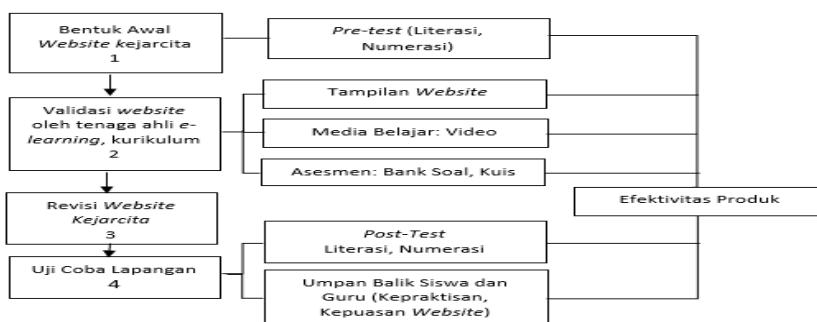 Bentuk Awal
Website kejarcita
1
Pre-test (Literasi,
Numerasi)
Validasi website
oleh tenaga ahli e-
learning, kurikulum
2
Tampilan Website
Media Belajar: Video
Asesmen: Bank Soal, Kuis
Revisi Website
Kejarcita
3
Efektivitas Produk
Uji Coba Lapangan
4
Post-Test
Literasi, Numerasi
Umpan Balik Siswa dan
Guru (Kepraktisan,
Kepuasan Website)